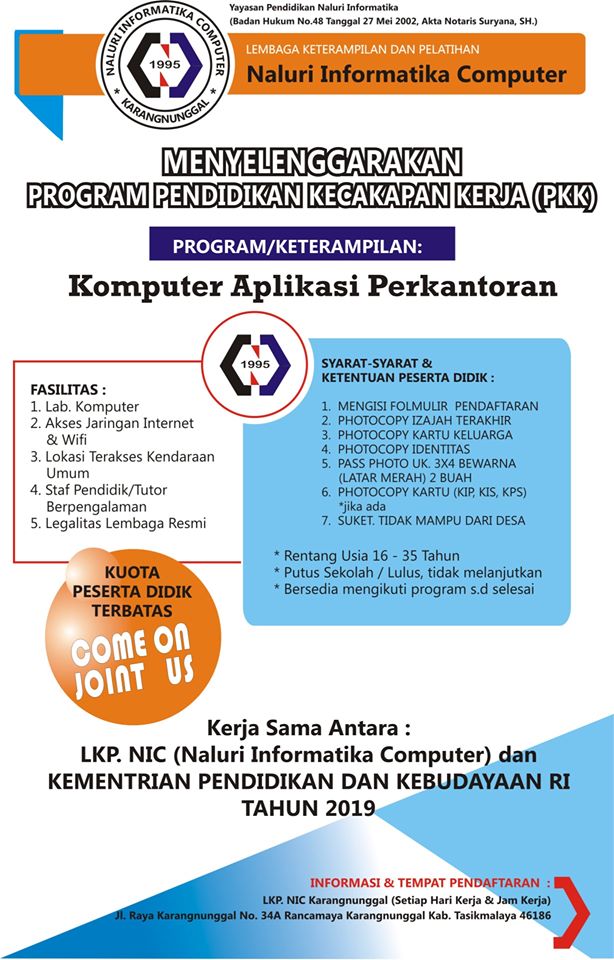 Yayasan Pendidikan Naluri Informatika
(Badan Hukum No.48 Tanggal 27 Mei 2002, Akta Notaris Suryana, SH.)
NALURI INFORMATIKA COMPUTER
1995
* KARANGNUNGGAL *
LEMBAGA KETERAMPILAN DAN PELATIHAN
Naluri Informatika Computer
MENYELENGGARAKAN
PROGRAM PENDIDIKAN KECAKAPAN KERJA (PKK)
PROGRAM/KETERAMPILAN:
Komputer Aplikasi Perkantoran
1995
FASILITAS :
1. Lab. Komputer
2. Akses Jaringan Internet
& Wifi
3. Lokasi Terakses Kendaraan
Umum
4. Staf Pendidik/Tutor
Berpengalaman
5. Legalitas Lembaga Resmi
SYARAT-SYARAT &
KETENTUAN PESERTA DIDIK :
1. MENGISI FOLMULIR PENDAFTARAN
2. PHOTOCOPY IZAJAH TERAKHIR
3. PHOTOCOPY KARTU KELUARGA
4. PHOTOCOPY IDENTITAS
5. PASS PHOTO UK. 3X4 BEWARNA
(LATAR MERAH) 2 BUAH
6. PHOTOCOPY KARTU (KIP, KIS, KPS)
*jika ada
7. SUKET. TIDAK MAMPU DARI DESA
* Rentang Usia 16 - 35 Tahun
* Putus Sekolah / Lulus, tidak melanjutkan
* Bersedia mengikuti program s.d selesai
KUOTA
PESERTA DIDIK
TERBATAS
COME ON
JOINT US
Kerja Sama Antara :
LKP. NIC (Naluri Informatika Computer) dan
KEMENTRIAN PENDIDIKAN DAN KEBUDAYAAN RI
TAHUN 2019
INFORMASI & TEMPAT PENDAFTARAN :
LKP. NIC Karangnunggal (Setiap Hari Kerja & Jam Kerja)
Jl. Raya Karangnunggal No. 34A Rancamaya Karangnunggal Kab. Tasikmalaya 46186